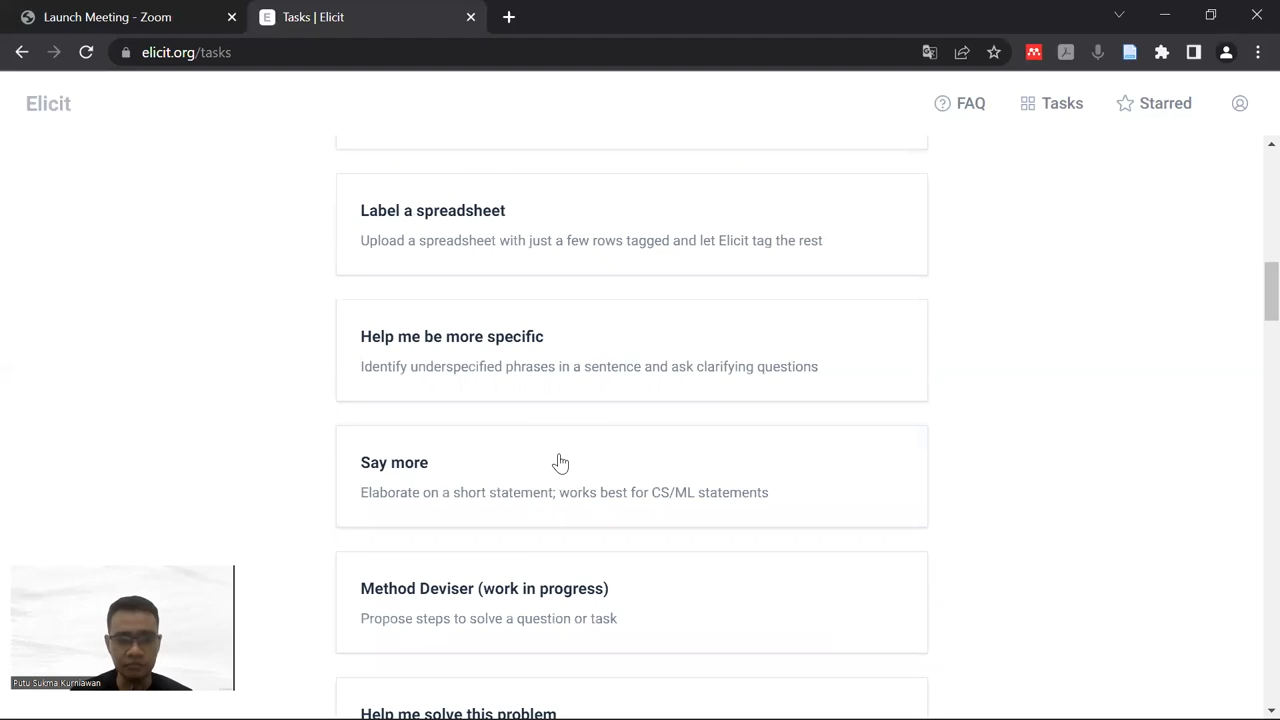 Launch Meeting - Zoom
Tasks | Elicit
elicit.org/tasks
Elicit
FAQ
Tasks
Starred
Label a spreadsheet
Upload a spreadsheet with just a few rows tagged and let Elicit tag the rest
Help me be more specific
Identify underspecified phrases in a sentence and ask clarifying questions
Say more
Elaborate on a short statement; works best for CS/ML statements
Method Deviser (work in progress)
Propose steps to solve a question or task
Help me solve this problem
Putu Sukma Kurniawan